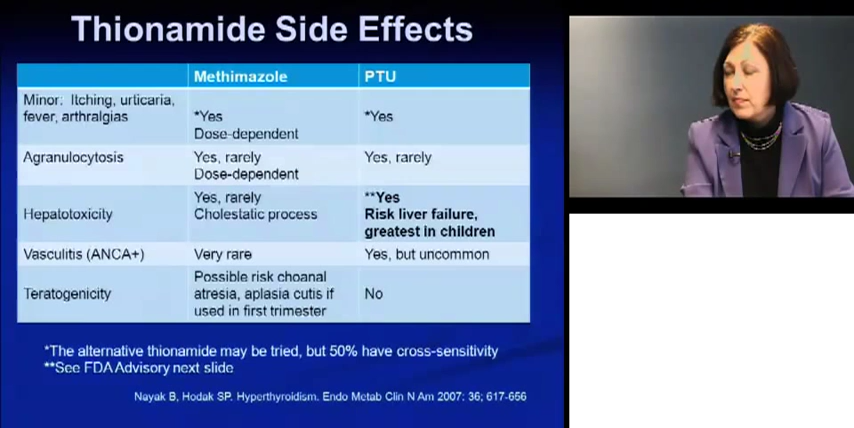 Thionamide Side Effects
Methimazole PTU
Minor: Itching, urticaria,
fever, arthralgias
*Yes
Dose-dependent
*Yes
Agranulocytosis
Yes, rarely
Dose-dependent
Yes, rarely
Hepatotoxicity
Yes, rarely
Cholestatic process
**Yes
Risk liver failure,
greatest in children
Vasculitis (ANCA+)
Very rare
Yes, but uncommon
Teratogenicity
Possible risk choanal
atresia, aplasia cutis if
used in first trimester
No
*The alternative thionamide may be tried, but 50% have cross-sensitivity
**See FDA Advisory next slide
Nayak B, Hodak SP. Hyperthyroidism. Endo Metab Clin N Am 2007: 36; 617-656